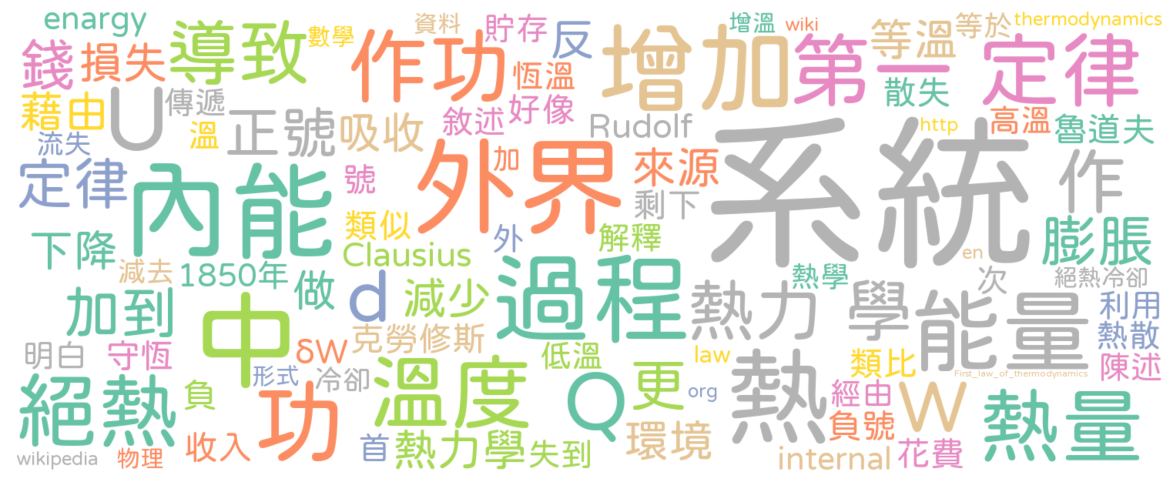 enargy
錢
損失
導致
數學
作功
資料
貯存
恆溫
反
好像
增加
增溫
wiki
第一
等溫
等於
thermodynamics
散失
定律
藉由
U
傳遞
流失
溫
正號
吸收
敘述
Rudolf
系統
http
高溫
魯道夫
定律
內能
號
外界
加
來源
剩下
作
下降
減去
1850年
類似
Clausius
外
解釋
熱學
en
次
絕熱冷卻
膨脹
加到
做
d
減少
過程
熱力
學
能量
利用
熱散
明白
守恆
中
δW
克勞修斯
低溫
law
類比
First_law_of_thermodynamics
陳述
絕熱
負
形式
冷卻
功
溫度
Q
更
org
熱
經由
負號
W
熱量
wikipedia
物理
收入
首
熱力學
失到
環境
internal
花費